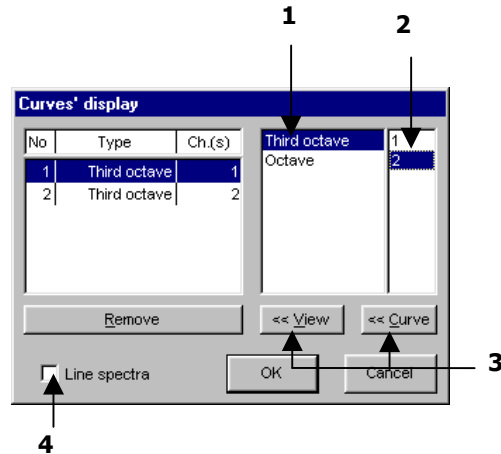 1
2
Curves' display
No Type Ch.(s)
1 Third octave 1
2 Third octave 2
Third octave
Octave
1
2
Remove
<< View
<< Curve
3
Line spectra
OK
Cancel
4